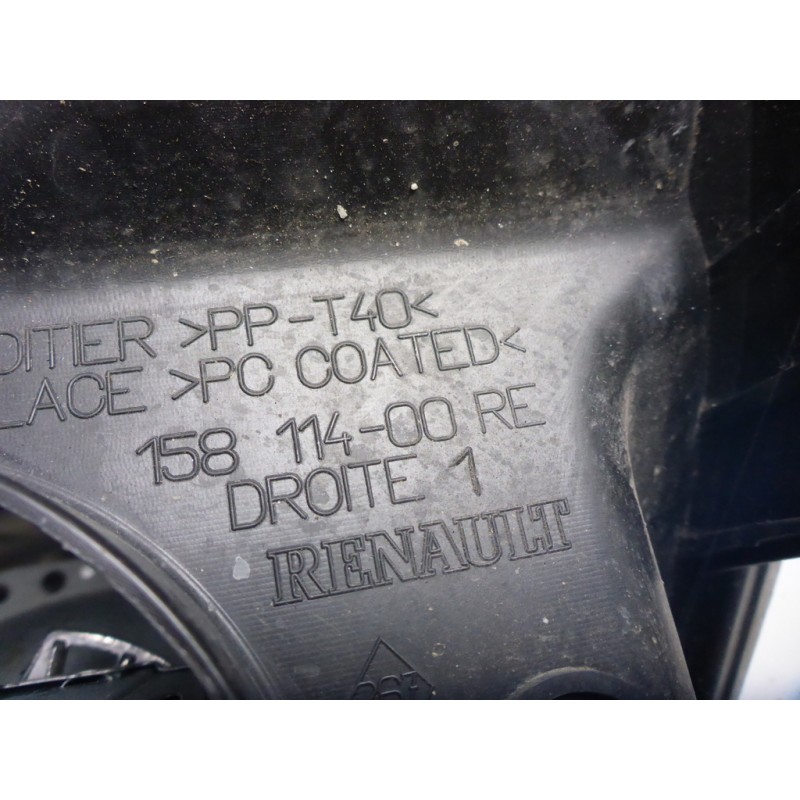 OITIER >PP-T40<
LACE >PC COATED<
158 114-00 RE
DROITE 1
RENAULT